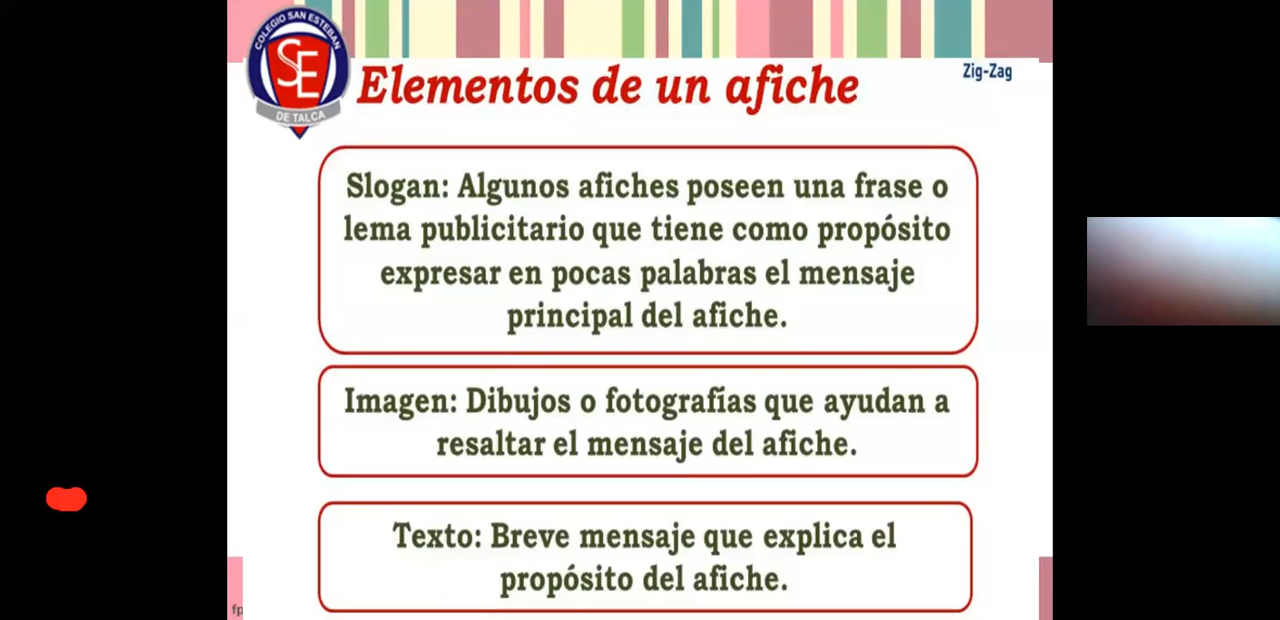 COLEGIO SAN ESTEBAN
SE
DE TALCA
Elementos de un afiche
Zig-Zag
Slogan: Algunos afiches poseen una frase o
lema publicitario que tiene como propósito
expresar en pocas palabras el mensaje
principal del afiche.
Imagen: Dibujos o fotografías que ayudan a
resaltar el mensaje del afiche.
Texto: Breve mensaje que explica el
propósito del afiche.
fp